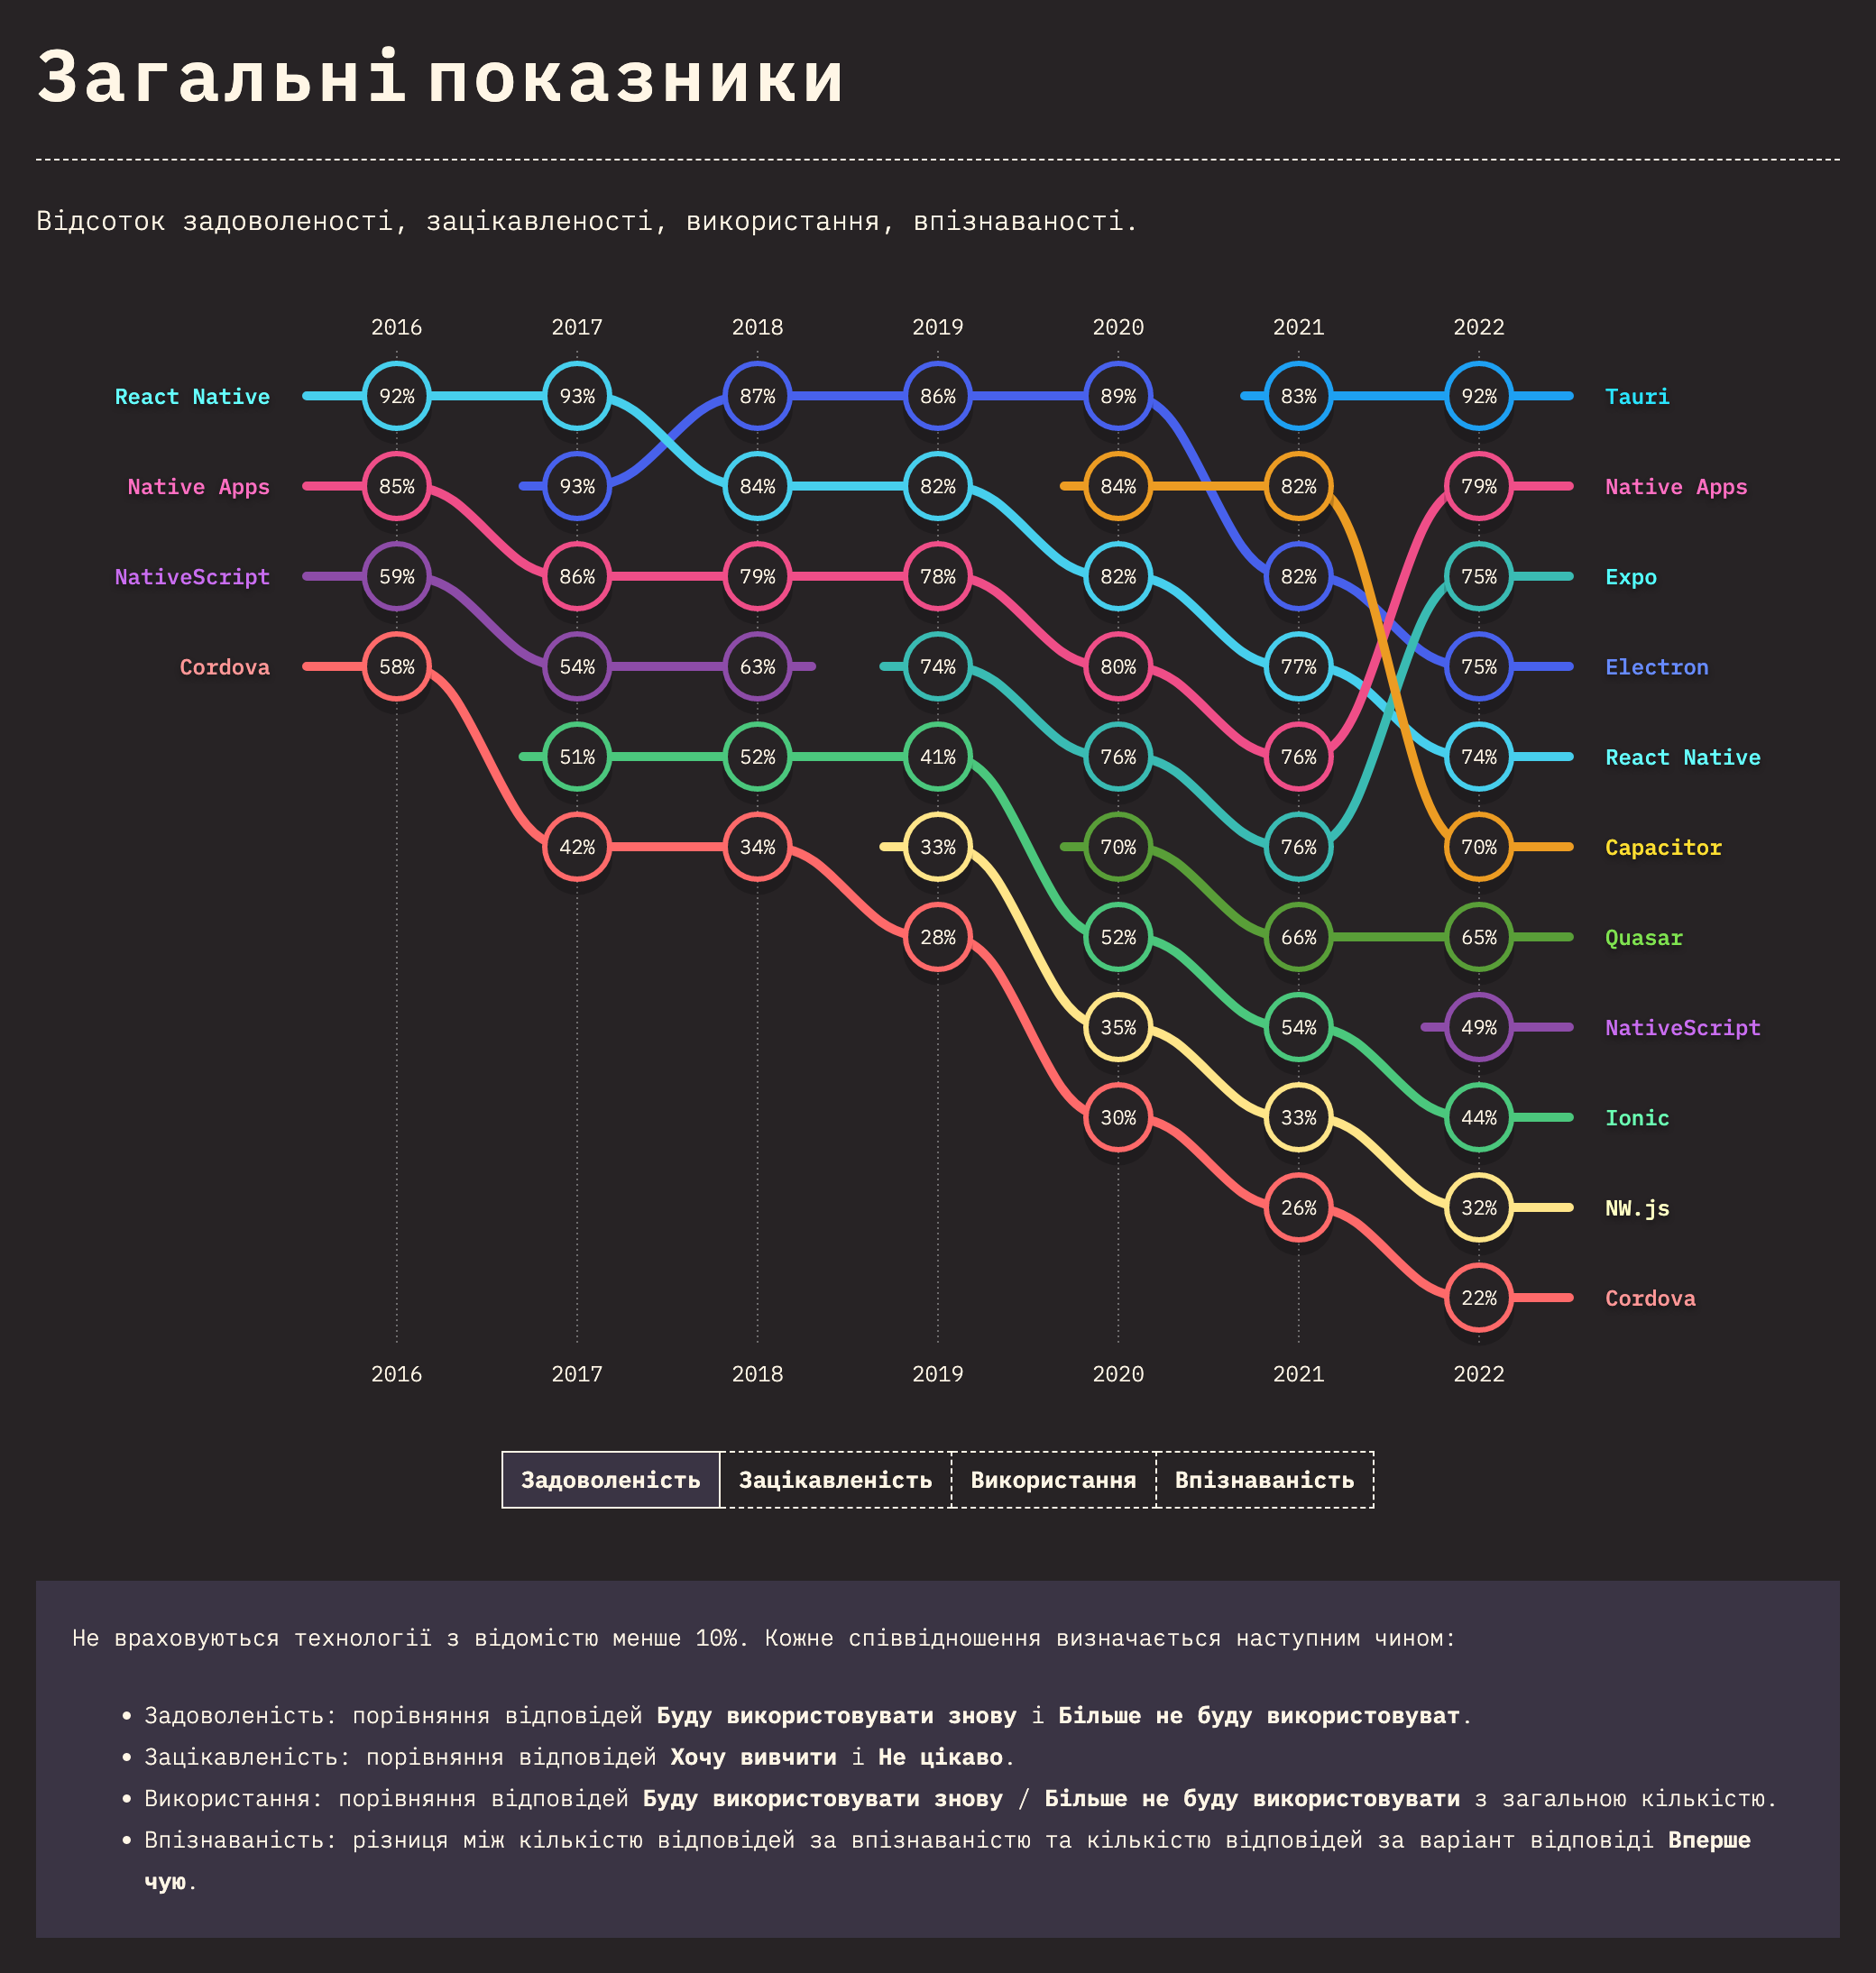 Загальні показники
Відсоток задоволеності, зацікавленості, використання, впізнаваності.
2016 2017 2018 2019 2020 2021 2022
React Native 92% 93% 87% 86% 89% 83% 92% Tauri
Native Apps 85% 93% 84% 82% 84% 82% 79% Native Apps
NativeScript 59% 86% 79% 78% 82% 82% 75% Expo
Cordova 58% 54% 63% 74% 80% 77% 75% Electron
51% 52% 41% 76% 76% 74% React Native
42% 34% 33% 70% 76% 70% Capacitor
28% 52% 66% 65% Quasar
35% 54% 49% NativeScript
30% 33% 44% Ionic
26% 32% NW.js
22% Cordova
2016 2017 2018 2019 2020 2021 2022
Задоволеність Зацікавленість Використання Впізнаваність
Не враховуються технології з відомістю менше 10%. Кожне співвідношення визначається наступним чином:
• Задоволеність: порівняння відповідей Буду використовувати знову і Більше не буду використовуват.
• Зацікавленість: порівняння відповідей Хочу вивчити і Не цікаво.
• Використання: порівняння відповідей Буду використовувати знову / Більше не буду використовувати з загальною кількістю.
• Впізнаваність: різниця між кількістю відповідей за впізнаваністю та кількістю відповідей за варіант відповіді Вперше
чую.